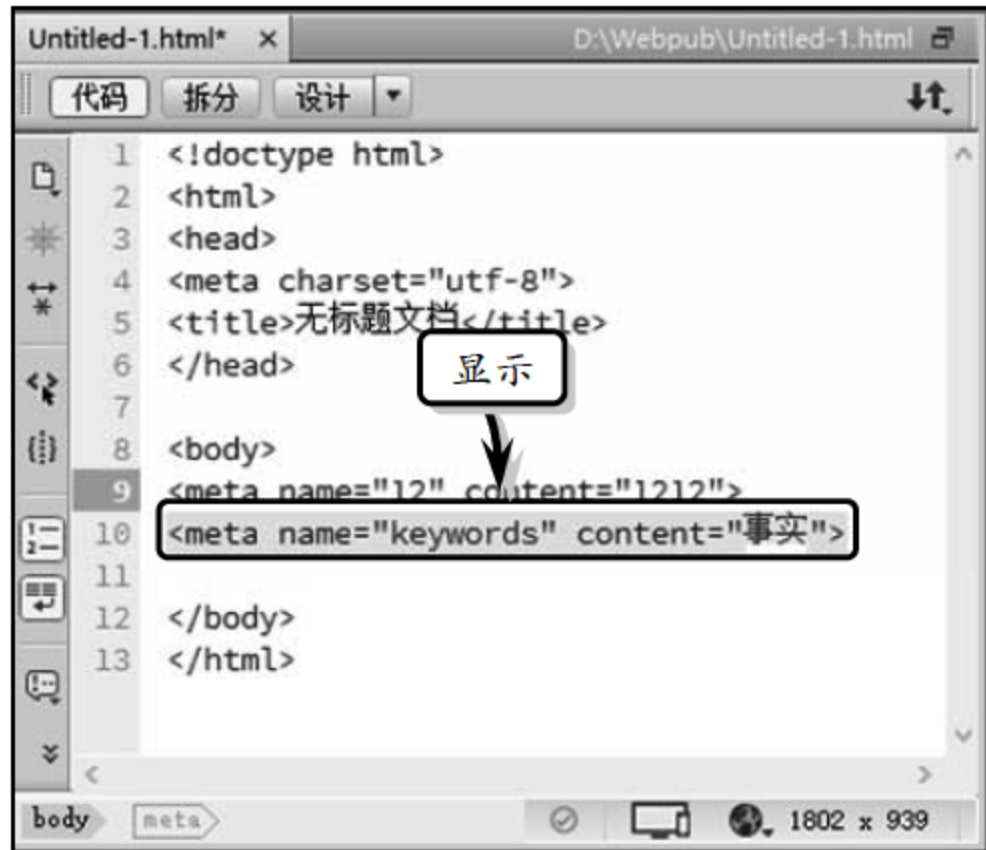 Untitled-1.html* × D:\Webpub\Untitled-1.html
代码 拆分 设计
1 <!doctype html>
2 <html>
3 <head>
4 <meta charset="utf-8">
5 <title>无标题文档</title>
6 </head>
显示
7
8 <body>
9 <meta name="12" content="1212">
10 <meta name="keywords" content="事实">
11
12 </body>
13 </html>
body meta 1802 x 939